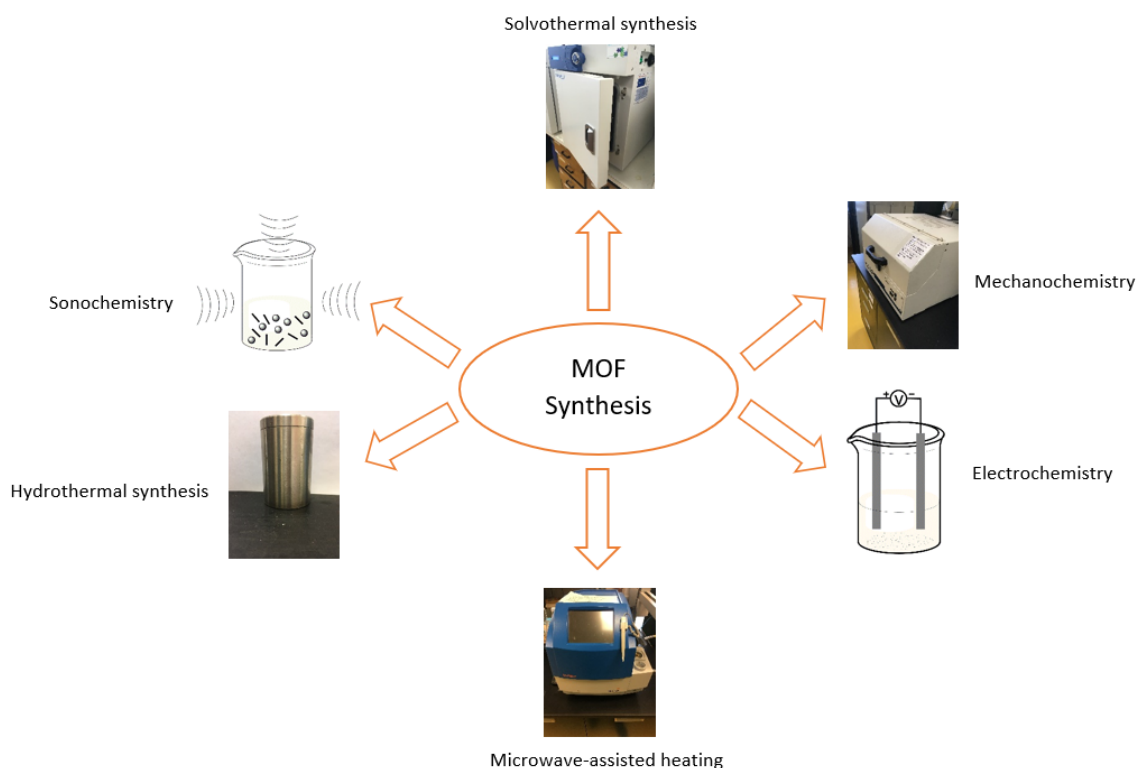 Solvothermal synthesis
Mechanochemistry
Sonochemistry
MOF
Synthesis
+ V −
Electrochemistry
Hydrothermal synthesis
Microwave-assisted heating